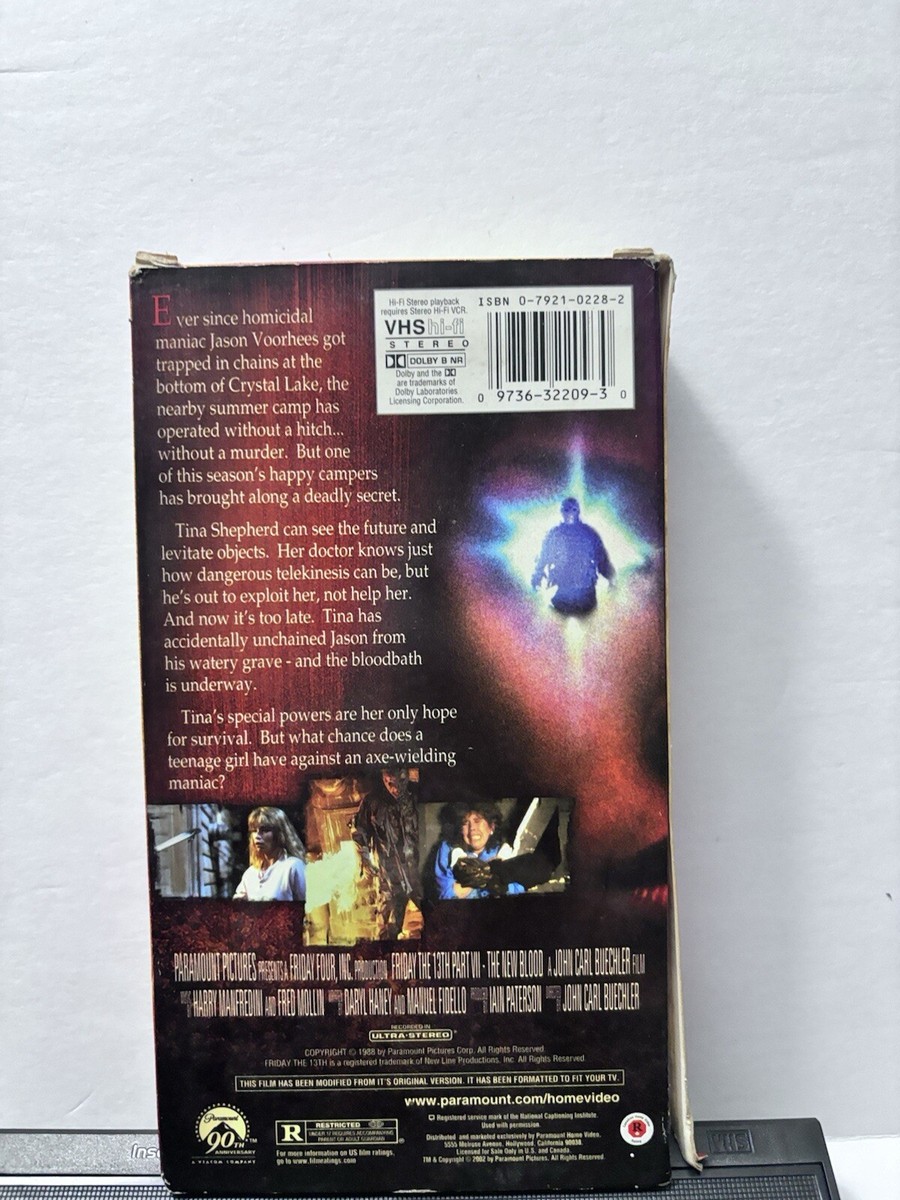 Ever since homicidal
maniac Jason Voorhees got
trapped in chains at the
bottom of Crystal Lake, the
nearby summer camp has
operated without a hitch...
without a murder. But one
of this season's happy campers
has brought along a deadly secret.
Tina Shepherd can see the future and
levitate objects. Her doctor knows just
how dangerous telekinesis can be, but
he's out to exploit her, not help her.
And now it's too late. Tina has
accidentally unchained Jason from
his watery grave - and the bloodbath
is underway.
Tina's special powers are her only hope
for survival. But what chance does a
teenage girl have against an axe-wielding
maniac?
Hi-Fi Stereo playback
requires Stereo Hi-Fi VCR.
VHS hi-fi
STEREO
DOLBY B NR
Dolby and the
are trademarks of
Dolby Laboratories
Licensing Corporation.
ISBN 0-7921-0228-2
0 9736-32209-3 0
PARAMOUNT PICTURES PRESENTS A FRIDAY FOUR, INC. PRODUCTION FRIDAY THE 13TH PART VII - THE NEW BLOOD A JOHN CARL BUECHLER FILM
HARRY MANFREDINI AND FRED MOLLIN DARYL HANEY AND MANUEL FIDELLO IAIN PATERSON JOHN CARL BUECHLER
RECORDED IN
ULTRA-STEREO
COPYRIGHT © 1988 by Paramount Pictures Corp. All Rights Reserved.
FRIDAY THE 13TH is a registered trademark of New Line Productions, Inc. All Rights Reserved.
THIS FILM HAS BEEN MODIFIED FROM IT'S ORIGINAL VERSION. IT HAS BEEN FORMATTED TO FIT YOUR TV.
www.paramount.com/homevideo
Paramount
90TH™
ANNIVERSARY
A VIACOM COMPANY
R
RESTRICTED
UNDER 17 REQUIRES ACCOMPANYING
PARENT OR ADULT GUARDIAN
For more information on US film ratings,
go to www.filmratings.com
Registered service mark of the National Captioning Institute.
Used with permission.
Distributed and marketed exclusively by Paramount Home Video,
5555 Melrose Avenue, Hollywood, California 90038.
Licensed for Sale Only in U.S. and Canada.
TM & Copyright © 2002 by Paramount Pictures. All Rights Reserved.
VHS